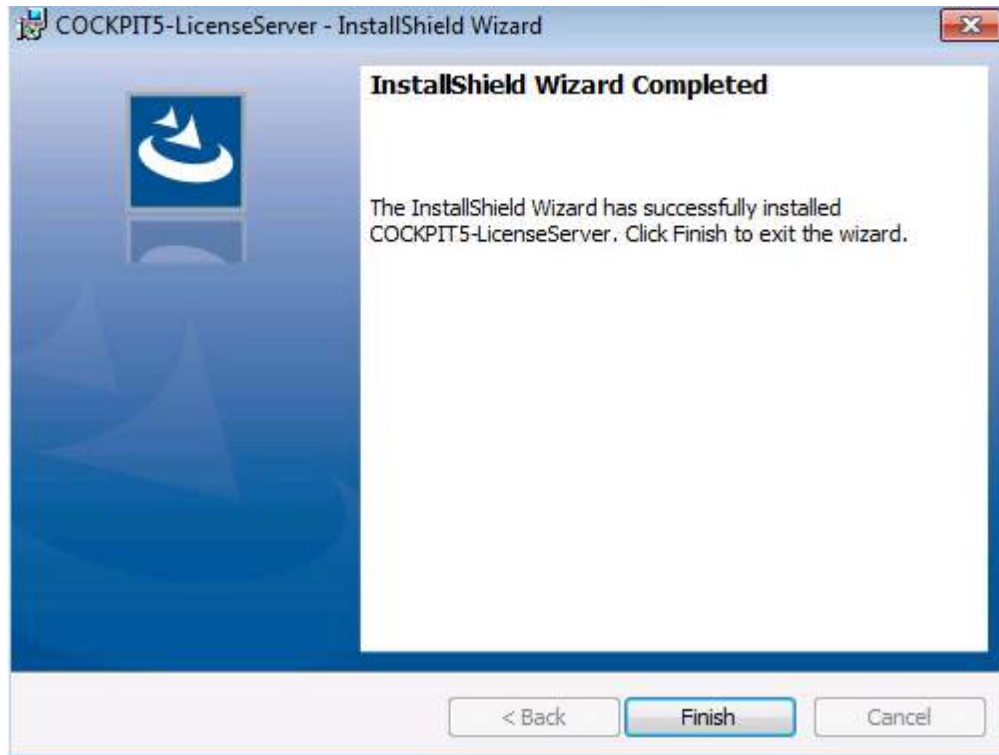 COCKPIT5-LicenseServer - InstallShield Wizard
InstallShield Wizard Completed
The InstallShield Wizard has successfully installed
COCKPIT5-LicenseServer. Click Finish to exit the wizard.
< Back
Finish
Cancel